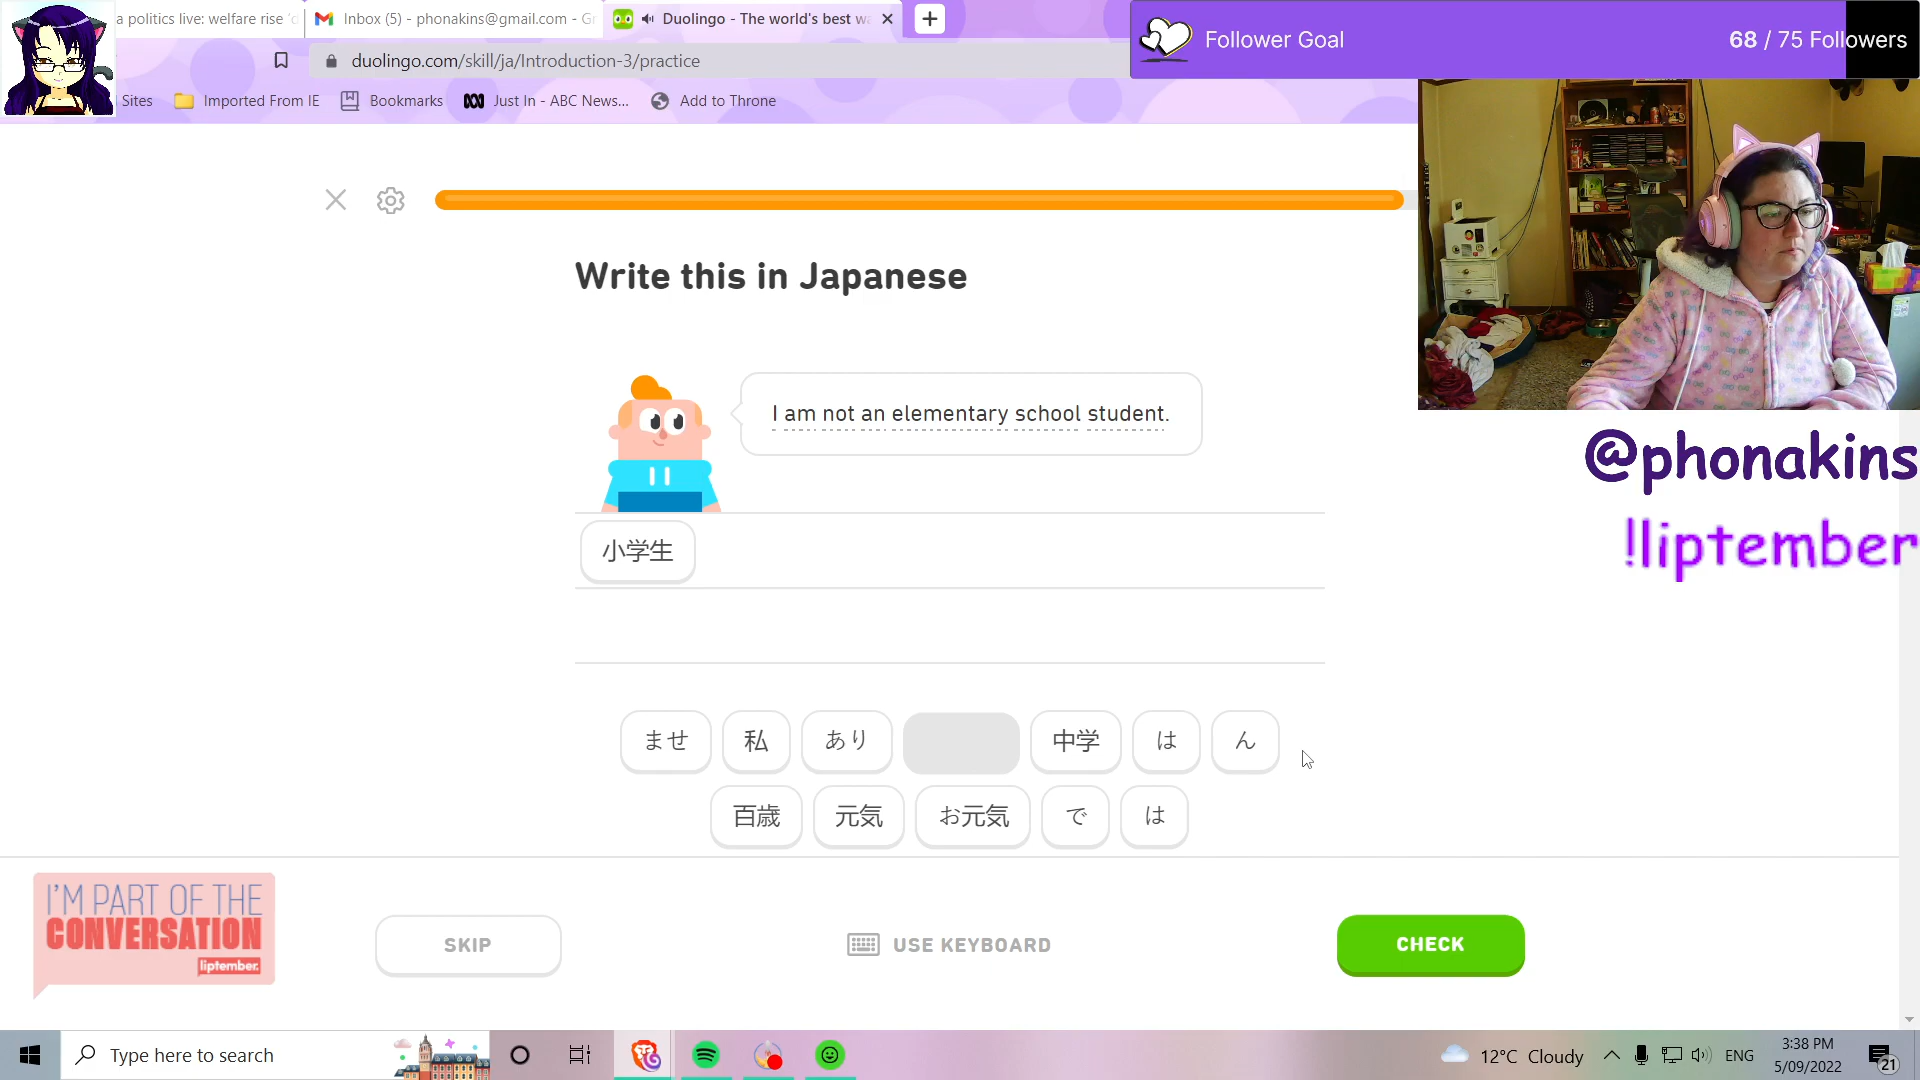 a politics live: welfare rise 'd
Inbox (5) - phonakins@gmail.com - Gr
Duolingo - The world's best wa
Follower Goal
68 / 75 Followers
duolingo.com/skill/ja/Introduction-3/practice
Sites
Imported From IE
Bookmarks
Just In - ABC News...
Add to Throne
Write this in Japanese
I am not an elementary school student.
@phonakins
!liptember
小学生
ませ 私 あり 中学 は ん
百歳 元気 お元気 で は
I'M PART OF THE
CONVERSATION
liptember.
SKIP
USE KEYBOARD
CHECK
Type here to search
12°C Cloudy
ENG
3:38 PM
5/09/2022
21